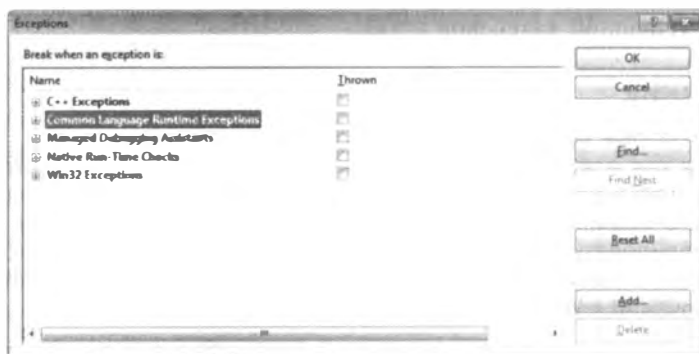 Exceptions
Break when an exception is:
Name Thrown
C++ Exceptions
Common Language Runtime Exceptions
Managed Debugging Assistants
Native Run-Time Checks
Win32 Exceptions
OK
Cancel
Find...
Find Next
Reset All
Add...
Delete